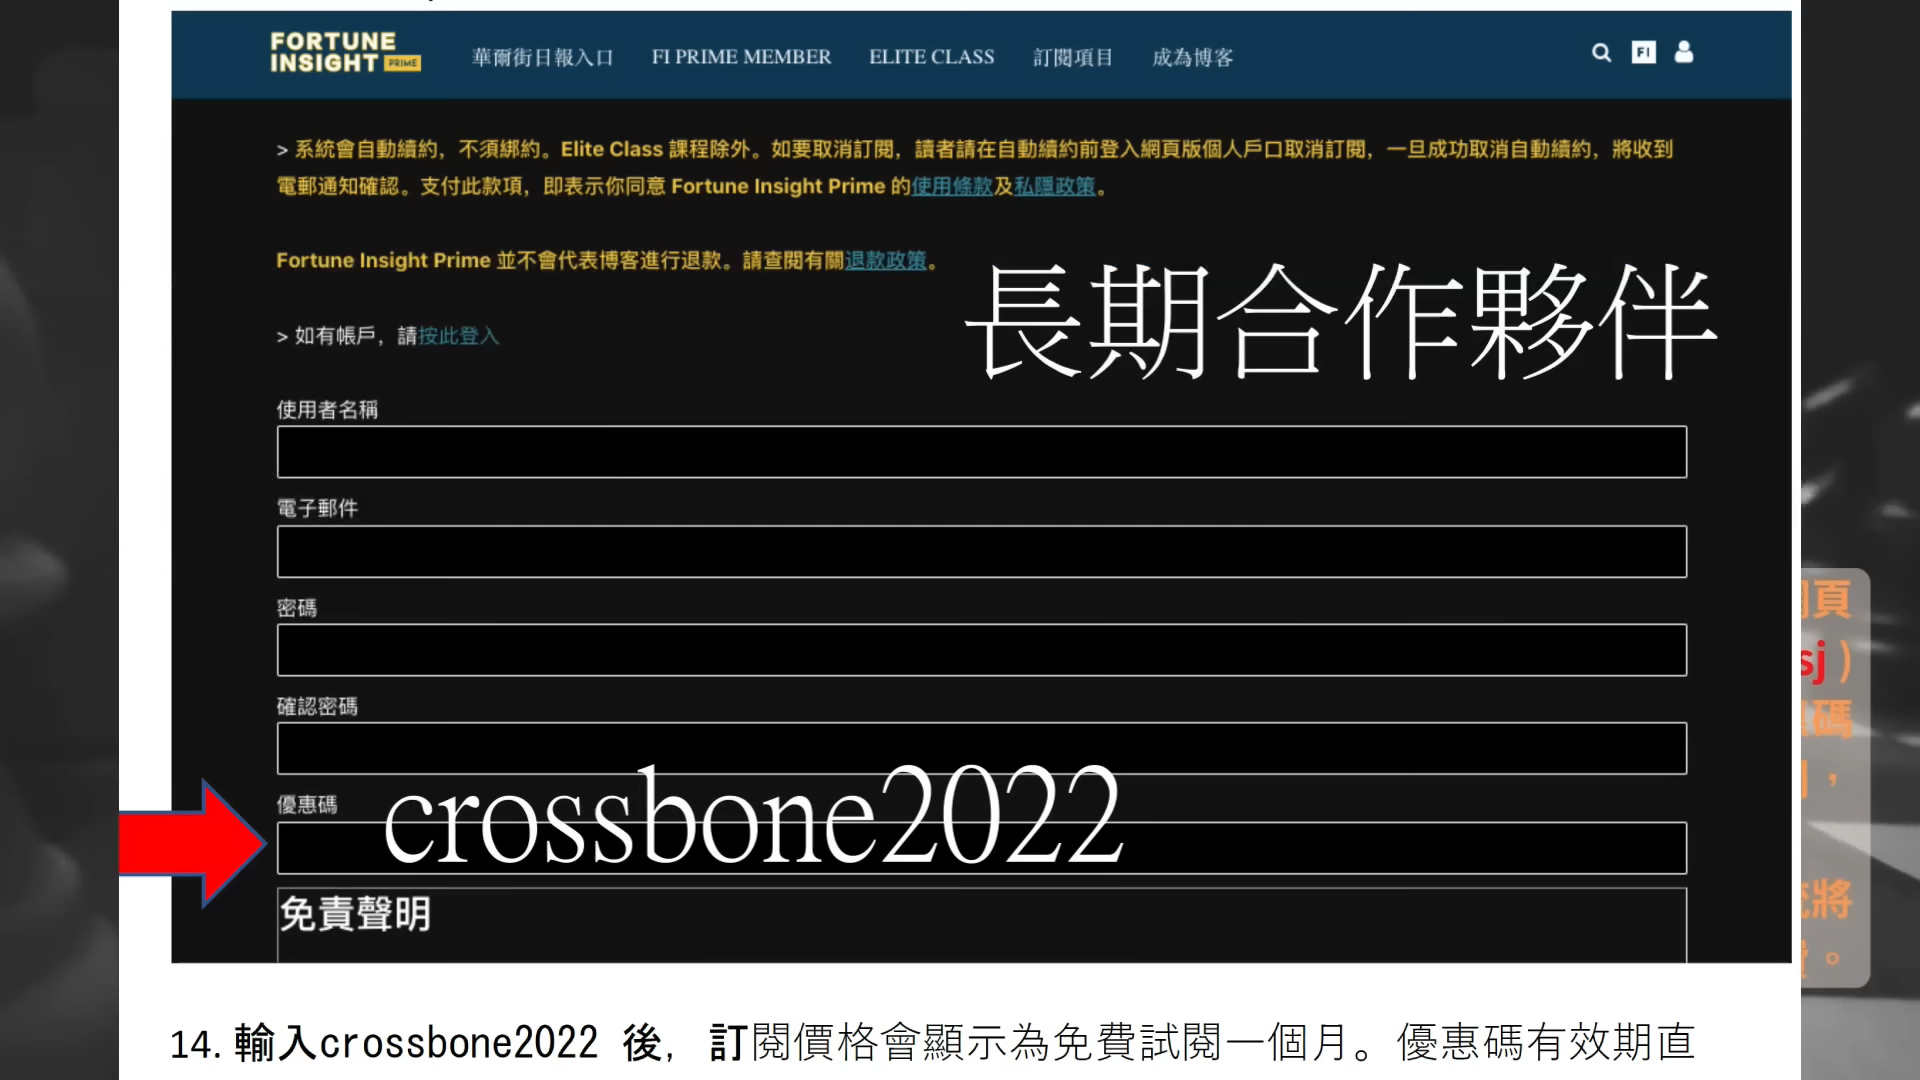 FORTUNE
INSIGHT PRIME
華爾街日報入口 FI PRIME MEMBER ELITE CLASS 訂閱項目 成為博客 FI
> 系統會自動續約，不須綁約。Elite Class 課程除外。如要取消訂閱，讀者請在自動續約前登入網頁版個人戶口取消訂閱，一旦成功取消自動續約，將收到
電郵通知確認。支付此款項，即表示你同意 Fortune Insight Prime 的使用條款及私隱政策。
Fortune Insight Prime 並不會代表博客進行退款。請查閱有關退款政策。
長期合作夥伴
> 如有帳戶，請按此登入
使用者名稱
電子郵件
密碼
確認密碼
優惠碼
crossbone2022
免責聲明
頁
sj )
碼
，
將
。
14. 輸入crossbone2022 後，訂閱價格會顯示為免費試閱一個月。優惠碼有效期直